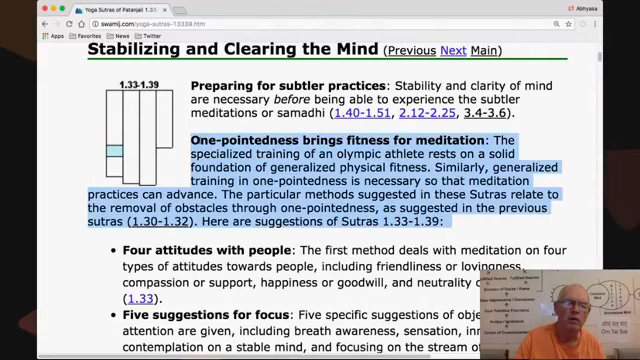 Yoga Sutras of Patanjali 1.33-
Abhyasa
swamij.com/yoga-sutras-13339.htm
Apps Favorites News Folders
Stabilizing and Clearing the Mind (Previous Next Main)
1.33-1.39
Preparing for subtler practices: Stability and clarity of mind
are necessary before being able to experience the subtler
meditations or samadhi (1.40-1.51, 2.12-2.25, 3.4-3.6).
One-pointedness brings fitness for meditation: The
specialized training of an olympic athlete rests on a solid
foundation of generalized physical fitness. Similarly, generalized
training in one-pointedness is necessary so that meditation
practices can advance. The particular methods suggested in these Sutras relate to
the removal of obstacles through one-pointedness, as suggested in the previous
sutras (1.30-1.32). Here are suggestions of Sutras 1.33-1.39:
• Four attitudes with people: The first method deals with meditation on four
types of attitudes towards people, including friendliness or lovingness,
compassion or support, happiness or goodwill, and neutrality o
(1.33)
• Five suggestions for focus: Five specific suggestions of obje
attention are given, including breath awareness, sensation, inn
contemplation on a stable mind, and focusing on the stream of
Om Tat Sat